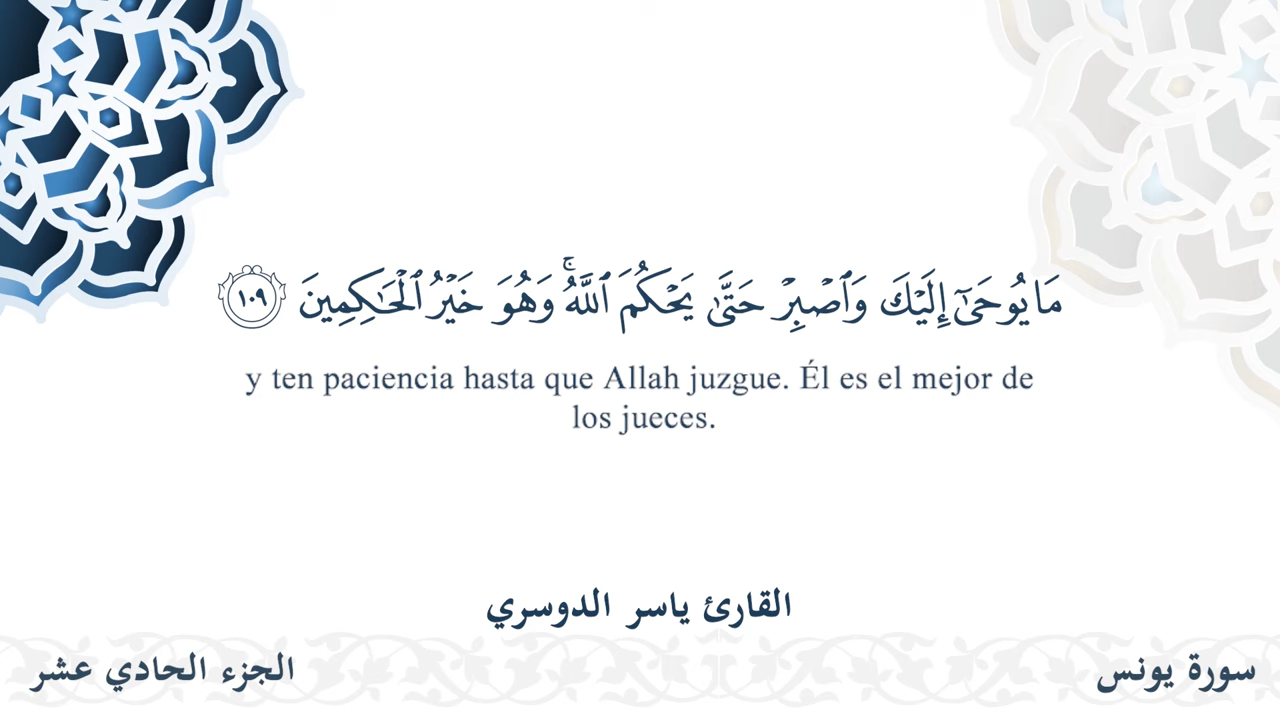 مَا يُوحَىٰٓ إِلَيْكَ وَٱصْبِرْ حَتَّىٰ يَحْكُمَ ٱللَّهُۚ وَهُوَ خَيْرُ ٱلْحَـٰكِمِينَ ١٠٩
y ten paciencia hasta que Allah juzgue. Él es el mejor de
los jueces.
القارئ ياسر الدوسري
سورة يونس
الجزء الحادي عشر